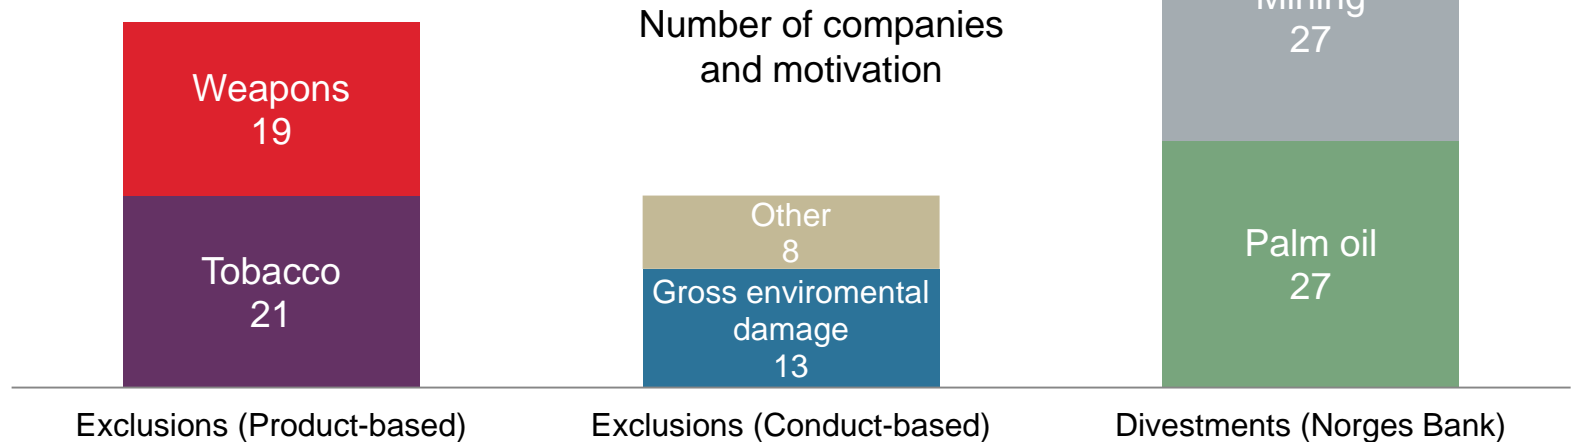 Number of companies
and motivation
Weapons
19
Tobacco
21
Other
8
Gross enviromental
damage
13
Mining
27
Palm oil
27
Exclusions (Product-based)
Exclusions (Conduct-based)
Divestments (Norges Bank)